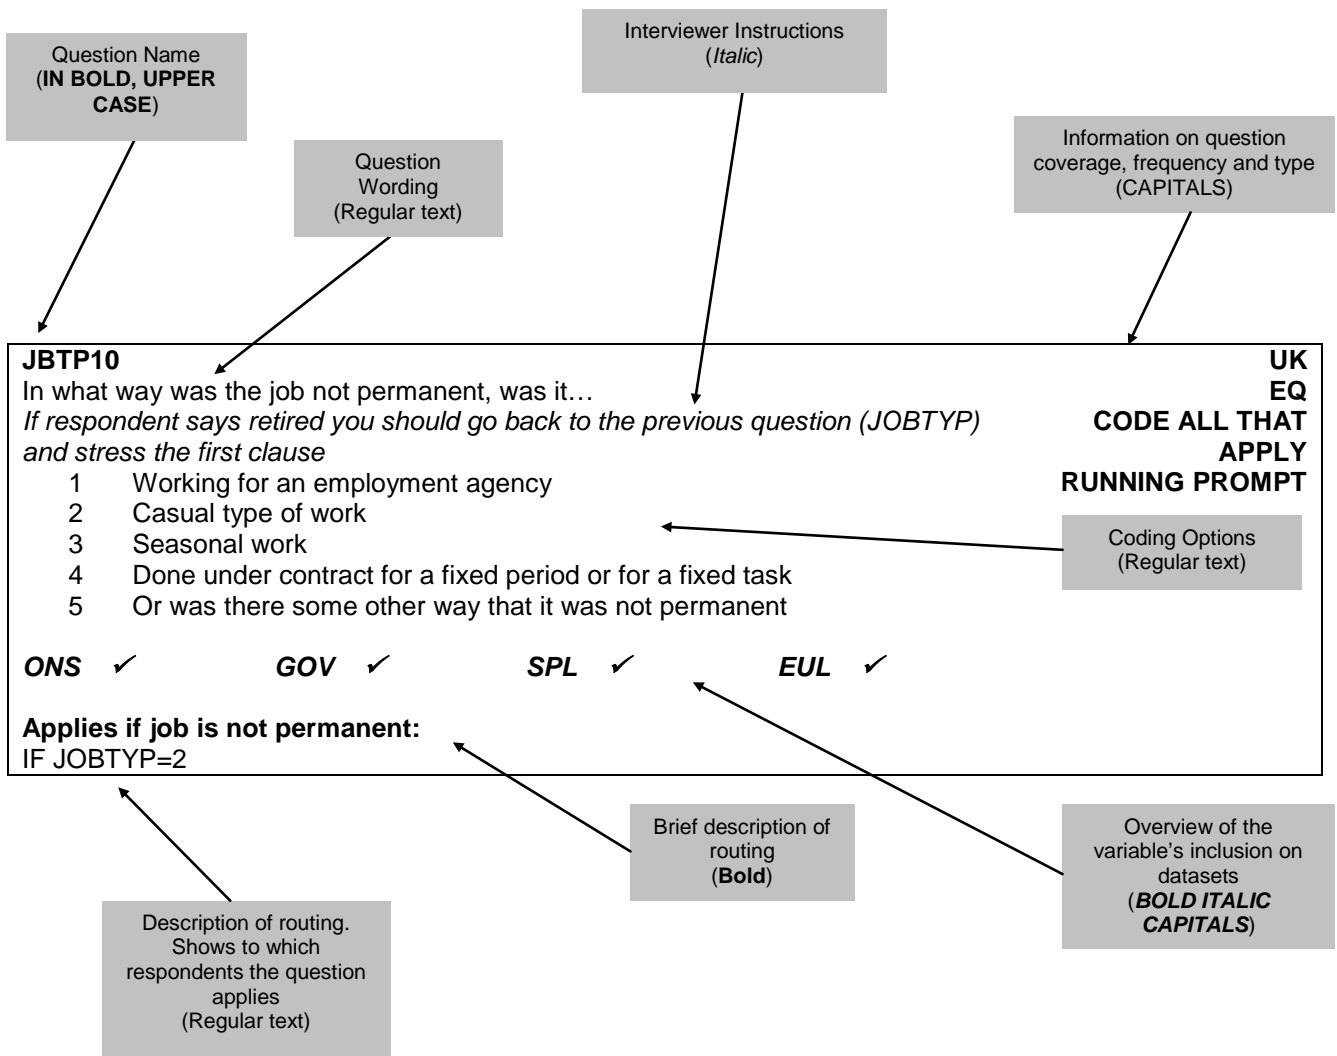 Question Name
(IN BOLD, UPPER
CASE)
Interviewer Instructions
(Italic)
Question
Wording
(Regular text)
Information on question
coverage, frequency and type
(CAPITALS)
JBTP10
UK
In what way was the job not permanent, was it…
EQ
If respondent says retired you should go back to the previous question (JOBTYP)
CODE ALL THAT
and stress the first clause
APPLY
1 Working for an employment agency
RUNNING PROMPT
2 Casual type of work
3 Seasonal work
4 Done under contract for a fixed period or for a fixed task
5 Or was there some other way that it was not permanent
Coding Options
(Regular text)
ONS ✓ GOV ✓ SPL ✓ EUL ✓
Applies if job is not permanent:
IF JOBTYP=2
Brief description of
routing
(Bold)
Overview of the
variable's inclusion on
datasets
(BOLD ITALIC
CAPITALS)
Description of routing.
Shows to which
respondents the question
applies
(Regular text)